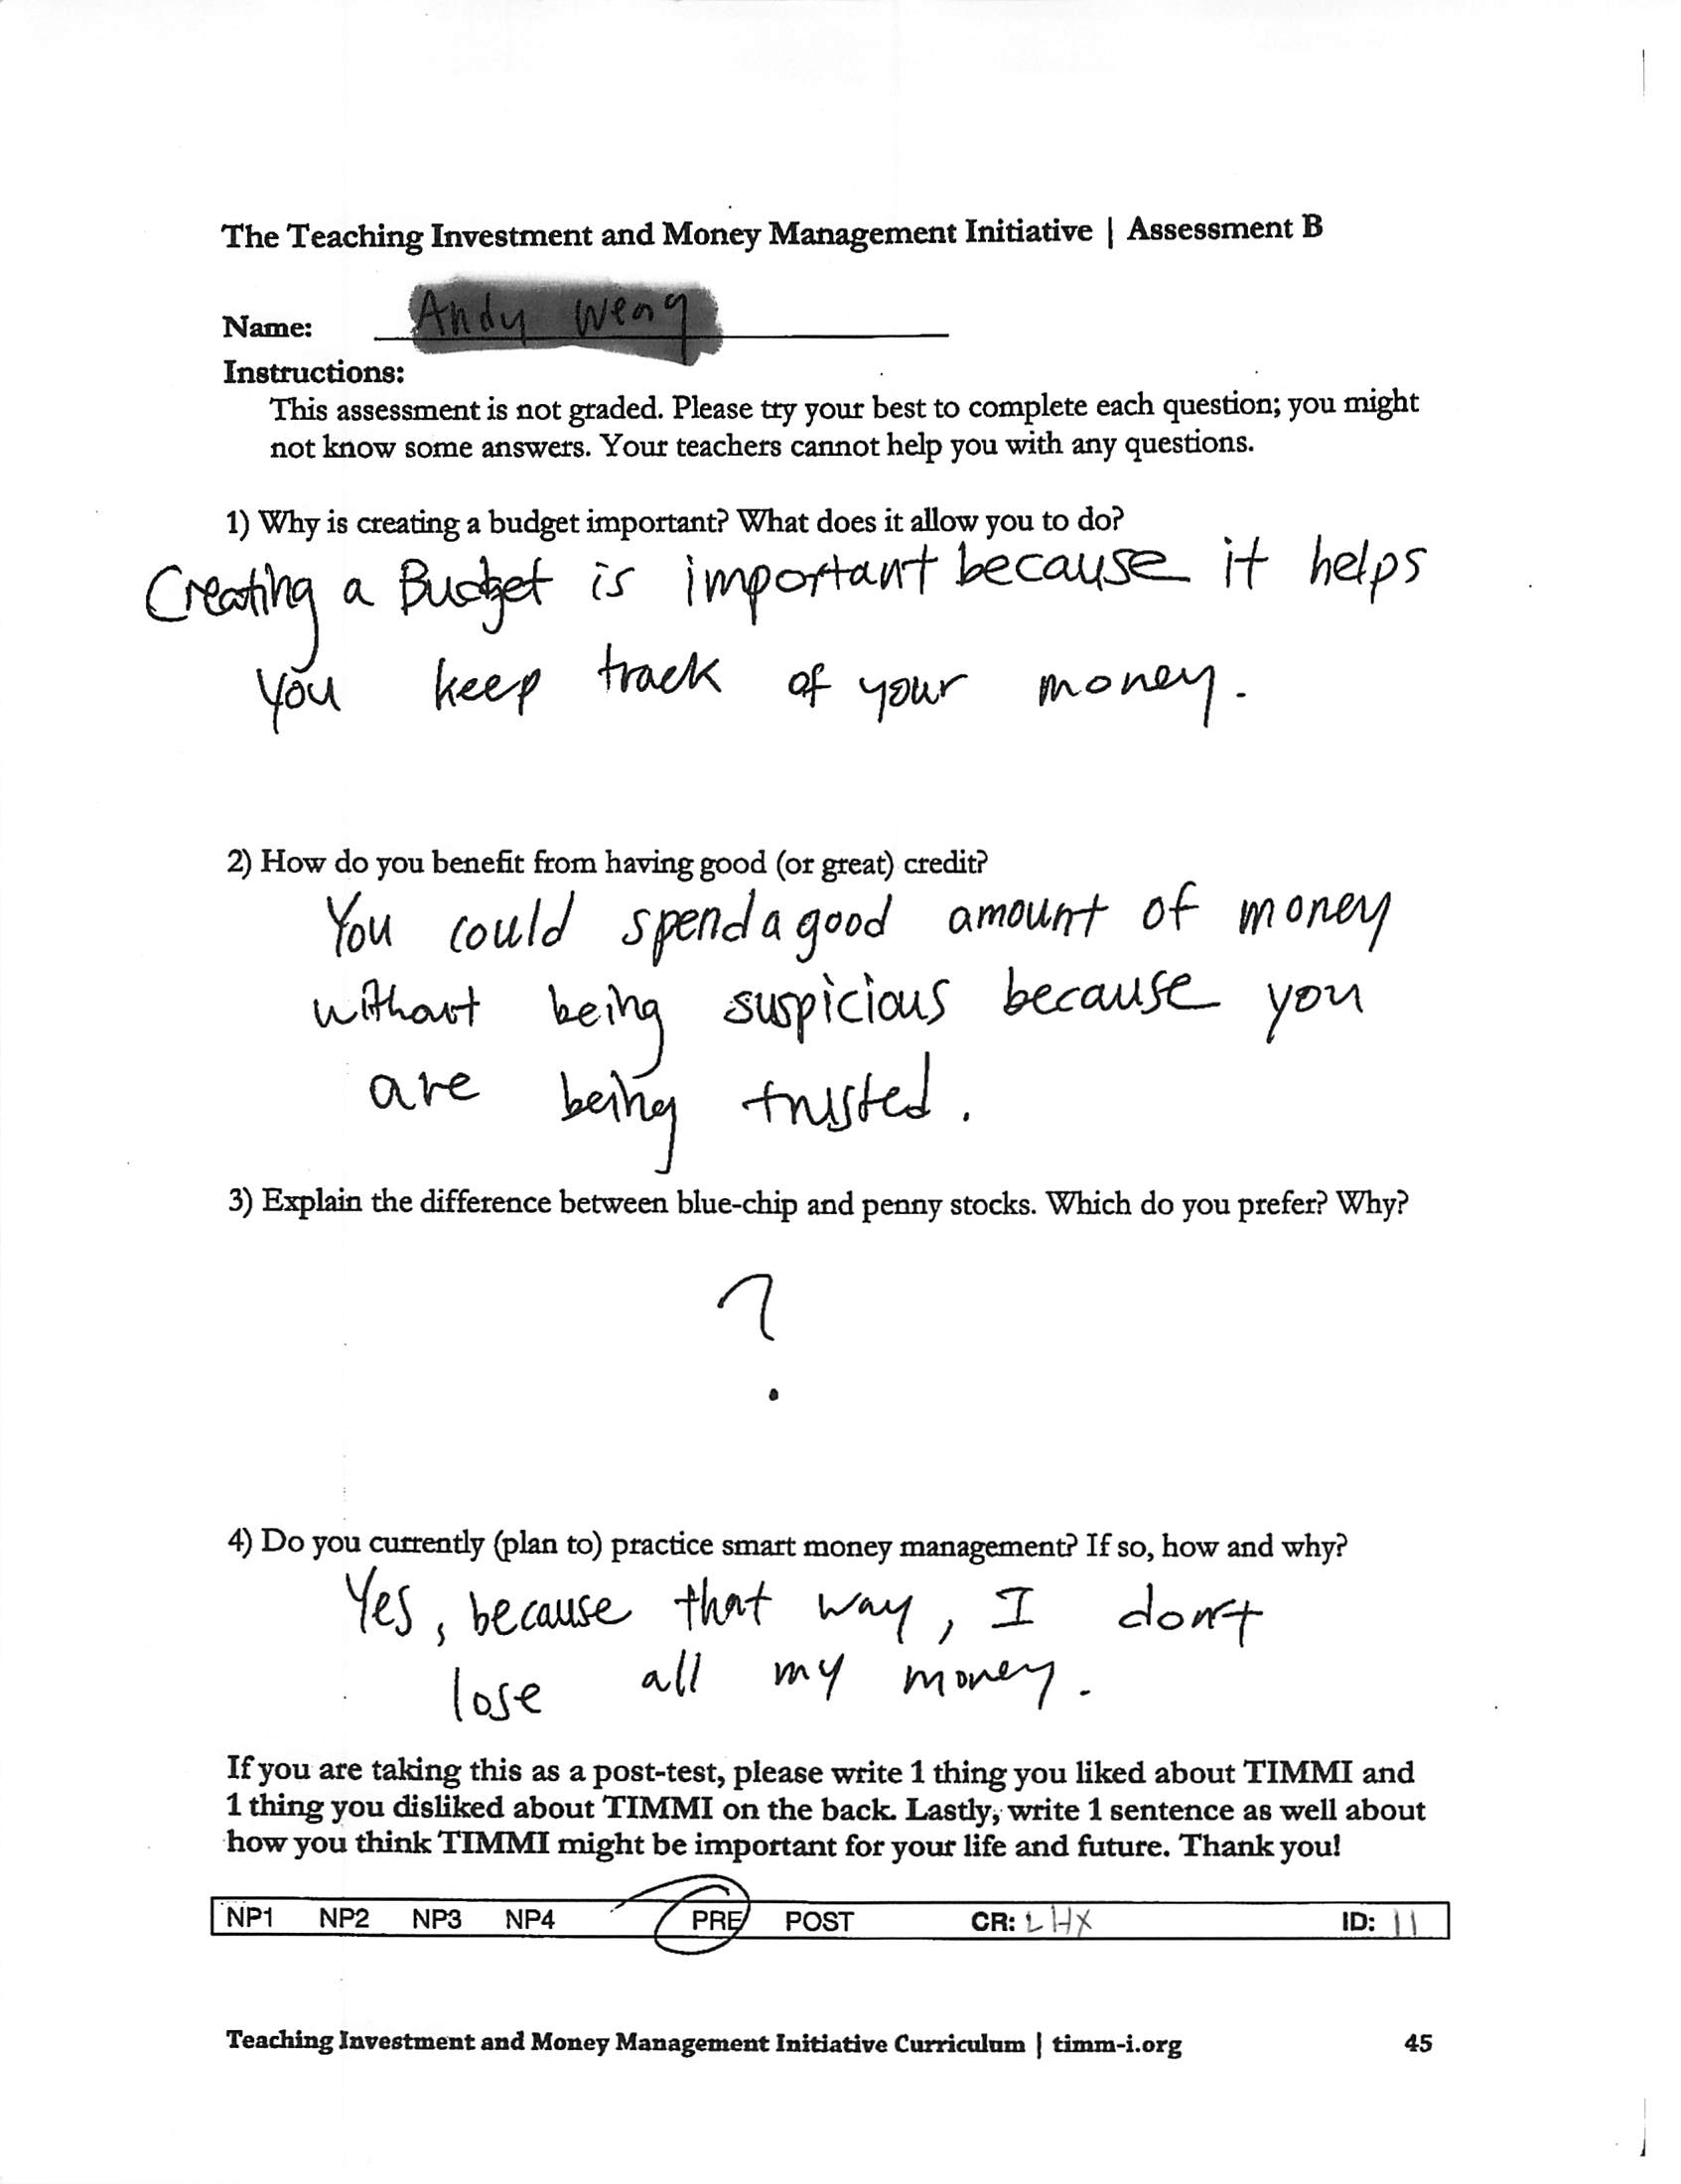 The Teaching Investment and Money Management Initiative | Assessment B
Name: Andy Weng
Instructions:
This assessment is not graded. Please try your best to complete each question; you might
not know some answers. Your teachers cannot help you with any questions.
1) Why is creating a budget important? What does it allow you to do?
Creating a Budget is important because it helps
you keep track of your money.
2) How do you benefit from having good (or great) credit?
You could spend a good amount of money
without being suspicious because you
are being trusted.
3) Explain the difference between blue-chip and penny stocks. Which do you prefer? Why?
?
4) Do you currently (plan to) practice smart money management? If so, how and why?
Yes, because that way, I don't
lose all my money.
If you are taking this as a post-test, please write 1 thing you liked about TIMMI and
1 thing you disliked about TIMMI on the back. Lastly, write 1 sentence as well about
how you think TIMMI might be important for your life and future. Thank you!
NP1 NP2 NP3 NP4 PRE POST CR: LHX ID: 11
Teaching Investment and Money Management Initiative Curriculum | timm-i.org 45